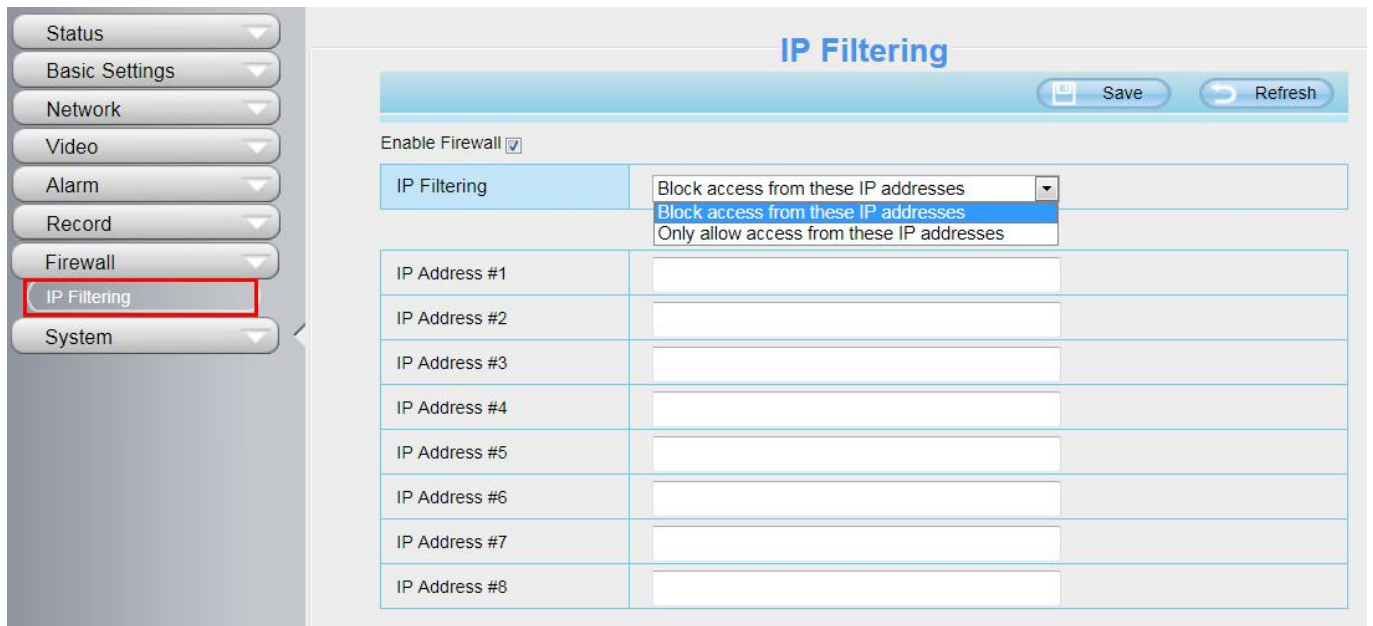 Status
Basic Settings
Network
Video
Alarm
Record
Firewall
IP Filtering
System
IP Filtering
Save Refresh
Enable Firewall
IP Filtering Block access from these IP addresses
Block access from these IP addresses
Only allow access from these IP addresses
IP Address #1
IP Address #2
IP Address #3
IP Address #4
IP Address #5
IP Address #6
IP Address #7
IP Address #8